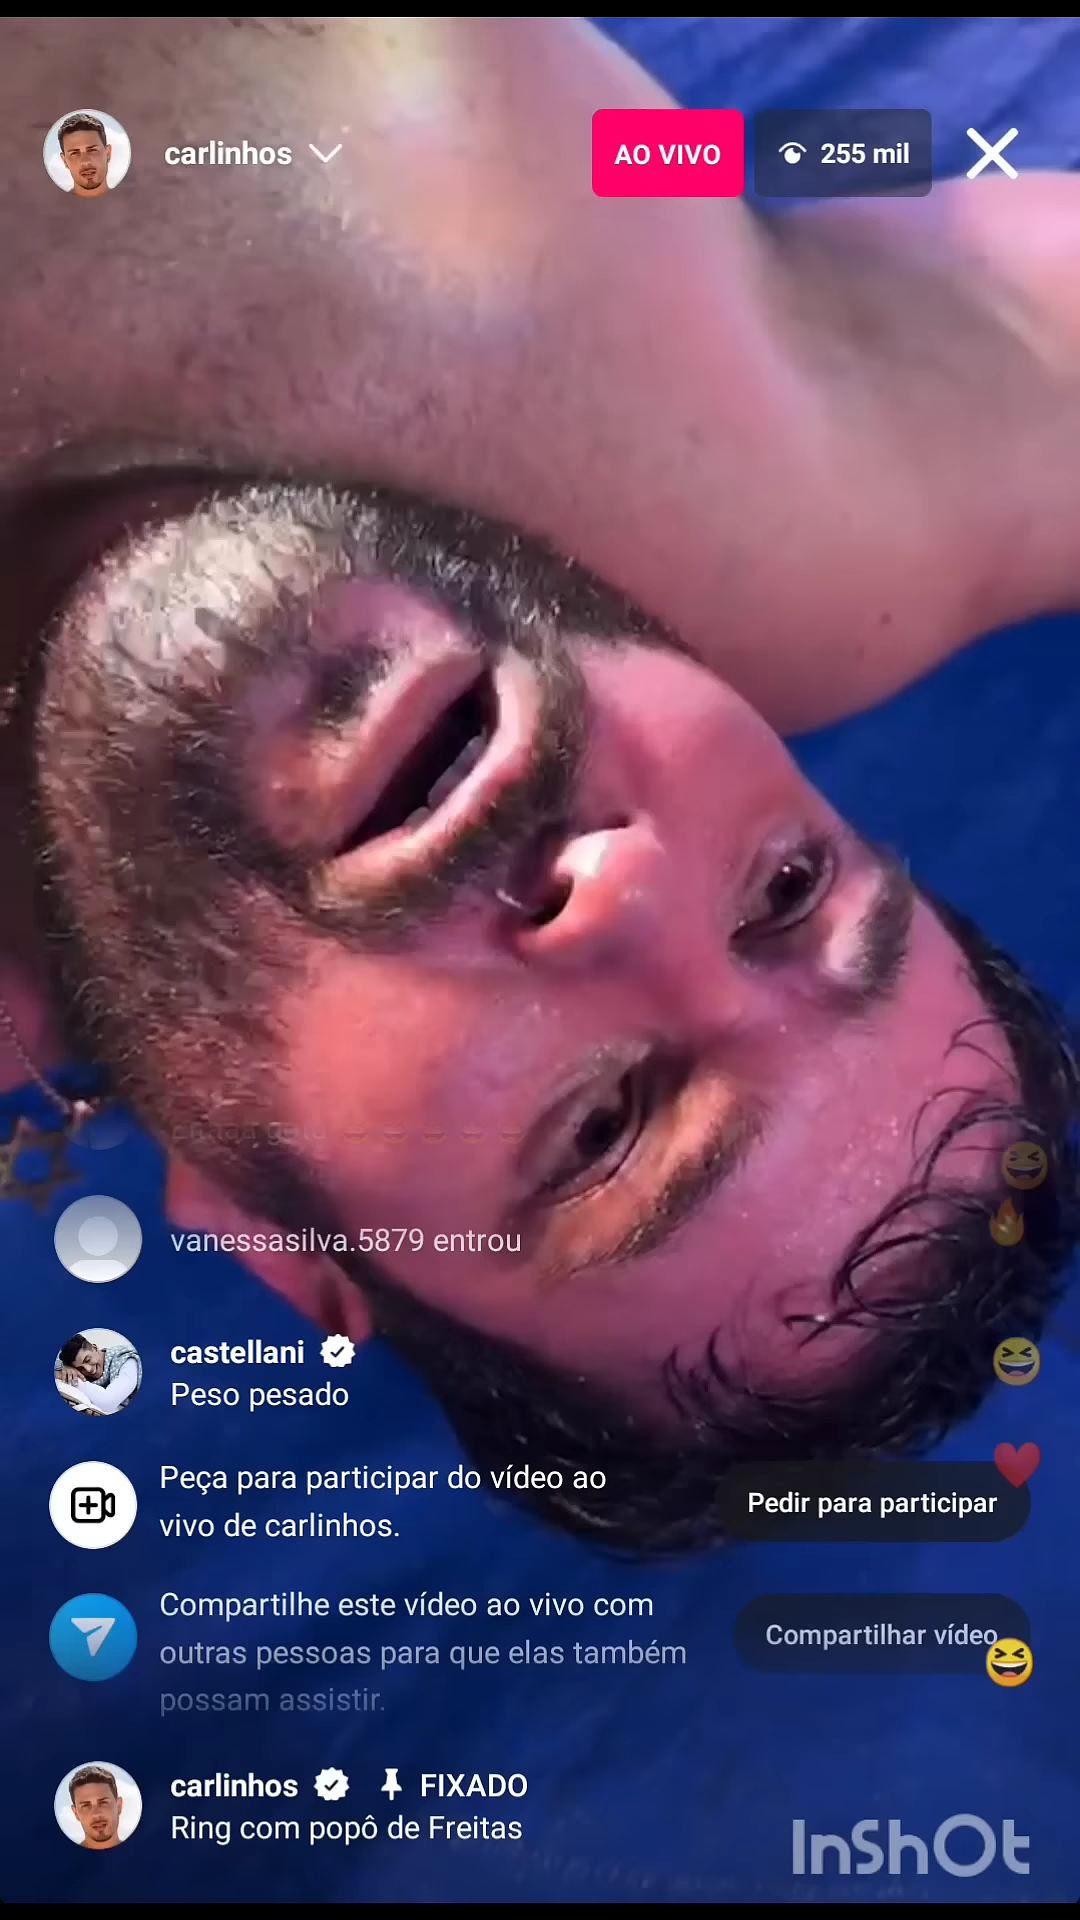 carlinhos
AO VIVO
255 mil
vanessasilva.5879 entrou
castellani
Peso pesado
Peça para participar do vídeo ao
vivo de carlinhos.
Pedir para participar
Compartilhe este vídeo ao vivo com
outras pessoas para que elas também
possam assistir.
Compartilhar vídeo
carlinhos FIXADO
Ring com popô de Freitas
InShOt